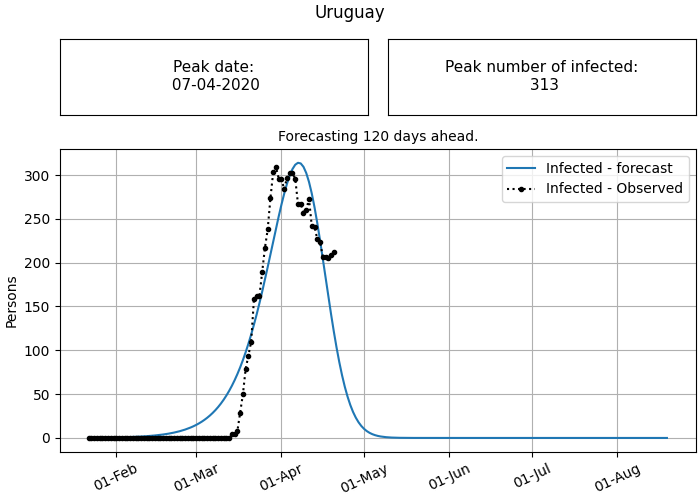 Uruguay
Peak date:
07-04-2020
Peak number of infected:
313
Forecasting 120 days ahead.
Infected - forecast
Infected - Observed
Persons
300
250
200
150
100
50
0
01-Feb
01-Mar
01-Apr
01-May
01-Jun
01-Jul
01-Aug